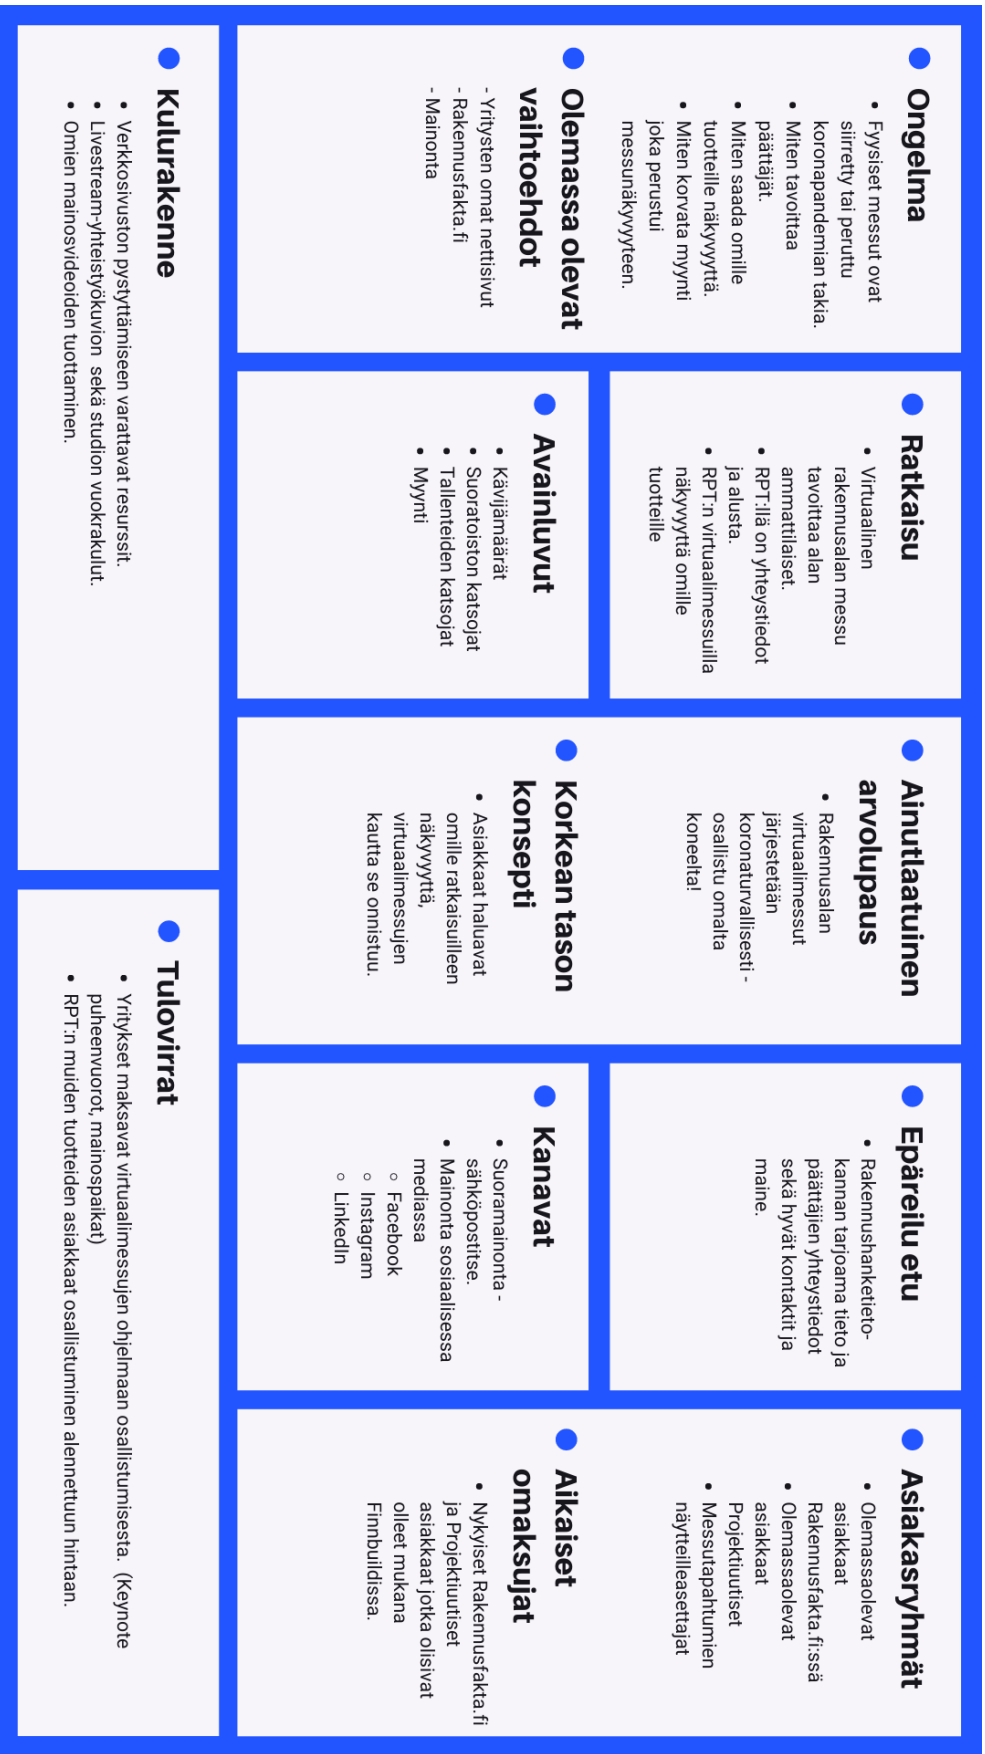 Ongelma
• Fyysiset messut ovat
siirretty tai peruttu
koronapandemian takia.
• Miten tavoittaa
päättäjät.
• Miten saada omille
tuotteille näkyvyyttä.
• Miten korvata myynti
joka perustui
messunäkyvyyteen.
Olemassa olevat
vaihtoehdot
- Yritysten omat nettisivut
- Rakennusfakta.fi
- Mainonta
Ratkaisu
• Virtuaalinen
rakennusalan messu
tavoittaa alan
ammattilaiset.
• RPT:llä on yhteystiedot
ja alusta.
• RPT:n virtuaalimessuilla
näkyvyyttä omille
tuotteille
Avainluvut
• Kävijämäärät
• Suoratoiston katsojat
• Tallenteiden katsojat
• Myynti
Ainutlaatuinen
arvolupaus
• Rakennusalan
virtuaalimessut
järjestetään
koronaturvallisesti -
osallistu omalta
koneelta!
Korkean tason
konsepti
• Asiakkaat haluavat
omille ratkaisuilleen
näkyvyyttä,
virtuaalimessujen
kautta se onnistuu.
Epäreilu etu
• Rakennushanketieto-
kannan tarjoama tieto ja
päättäjien yhteystiedot
sekä hyvät kontaktit ja
maine.
Kanavat
• Suoramainonta -
sähköpostitse.
• Mainonta sosiaalisessa
mediassa
○ Facebook
○ Instagram
○ LinkedIn
Asiakasryhmät
• Olemassaolevat
asiakkaat
Rakennusfakta.fi:ssä
• Olemassaolevat
asiakkaat
Projektiuutiset
• Messutapahtumien
näytteilleasettajat
Aikaiset
omaksujat
• Nykyiset Rakennusfakta.fi
ja Projektiuutiset
asiakkaat jotka olisivat
olleet mukana
Finnbuildissa.
Kulurakenne
• Verkkosivuston pystyttämiseen varattavat resurssit.
• Livestream-yhteistyökuvion sekä studion vuokrakulut.
• Omien mainosvideoiden tuottaminen.
Tulovirrat
• Yritykset maksavat virtuaalimessujen ohjelmaan osallistumisesta. (Keynote
puheenvuorot, mainospaikat)
• RPT:n muiden tuotteiden asiakkaat osallistuminen alennettuun hintaan.